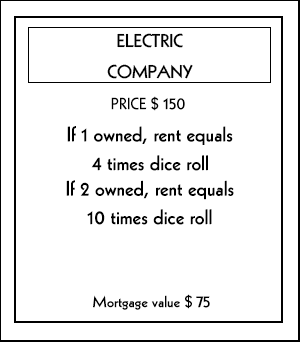 ELECTRIC
COMPANY
PRICE $ 150
If 1 owned, rent equals
4 times dice roll
If 2 owned, rent equals
10 times dice roll
Mortgage value $ 75